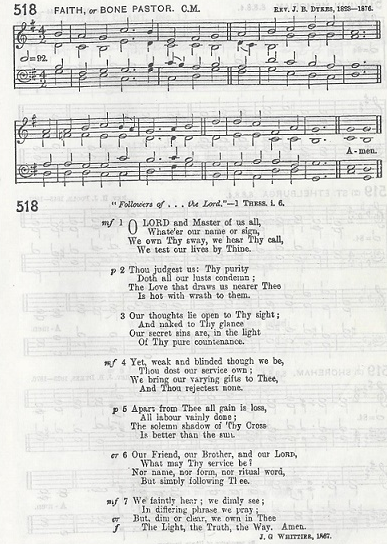 518 FAITH, or BONE PASTOR. C.M. REV. J. B. DYKES, 1823—1876.
=92.
A-men.
518
"Followers of . . . the Lord."—1 THESS. i. 6.
mf 1 O LORD and Master of us all,
Whate'er our name or sign,
We own Thy sway, we hear Thy call,
We test our lives by Thine.
p 2 Thou judgest us: Thy purity
Doth all our lusts condemn;
The Love that draws us nearer Thee
Is hot with wrath to them.
3 Our thoughts lie open to Thy sight;
And naked to Thy glance
Our secret sins are, in the light
Of Thy pure countenance.
mf 4 Yet, weak and blinded though we be,
Thou dost our service own;
We bring our varying gifts to Thee,
And Thou rejectest none.
p 5 Apart from Thee all gain is loss,
All labour vainly done;
The solemn shadow of Thy Cross
Is better than the sun.
cr 6 Our Friend, our Brother, and our LORD,
What may Thy service be?
Nor name, nor form, nor ritual word,
But simply following Thee.
mf 7 We faintly hear; we dimly see;
In differing phrase we pray;
cr But, dim or clear, we own in Thee
f The Light, the Truth, the Way. Amen.
J. G WHITTIER, 1867.